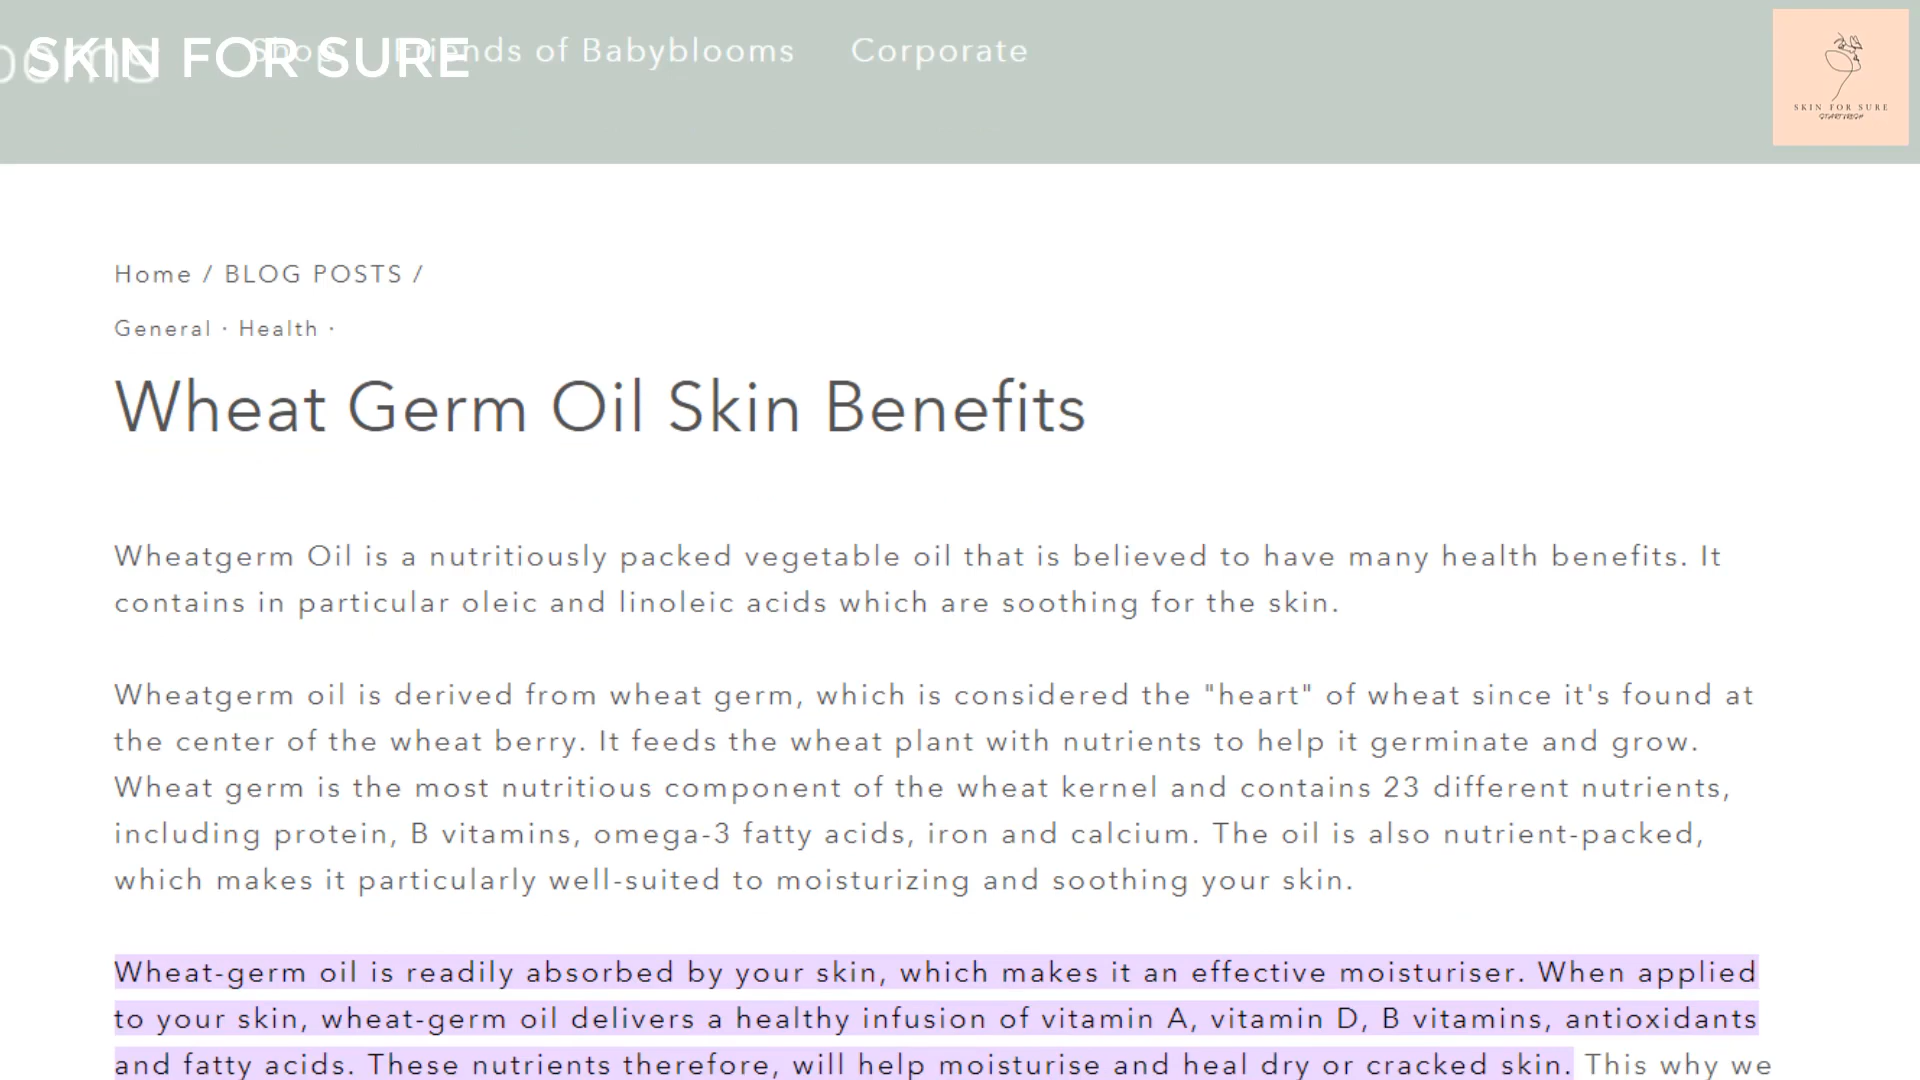 SKIN FOR SURE
Shop Friends of Babyblooms Corporate
SKIN FOR SURE
START FRESH
Home / BLOG POSTS /
General · Health ·
Wheat Germ Oil Skin Benefits
Wheatgerm Oil is a nutritiously packed vegetable oil that is believed to have many health benefits. It
contains in particular oleic and linoleic acids which are soothing for the skin.
Wheatgerm oil is derived from wheat germ, which is considered the "heart" of wheat since it's found at
the center of the wheat berry. It feeds the wheat plant with nutrients to help it germinate and grow.
Wheat germ is the most nutritious component of the wheat kernel and contains 23 different nutrients,
including protein, B vitamins, omega-3 fatty acids, iron and calcium. The oil is also nutrient-packed,
which makes it particularly well-suited to moisturizing and soothing your skin.
Wheat-germ oil is readily absorbed by your skin, which makes it an effective moisturiser. When applied
to your skin, wheat-germ oil delivers a healthy infusion of vitamin A, vitamin D, B vitamins, antioxidants
and fatty acids. These nutrients therefore, will help moisturise and heal dry or cracked skin. This why we